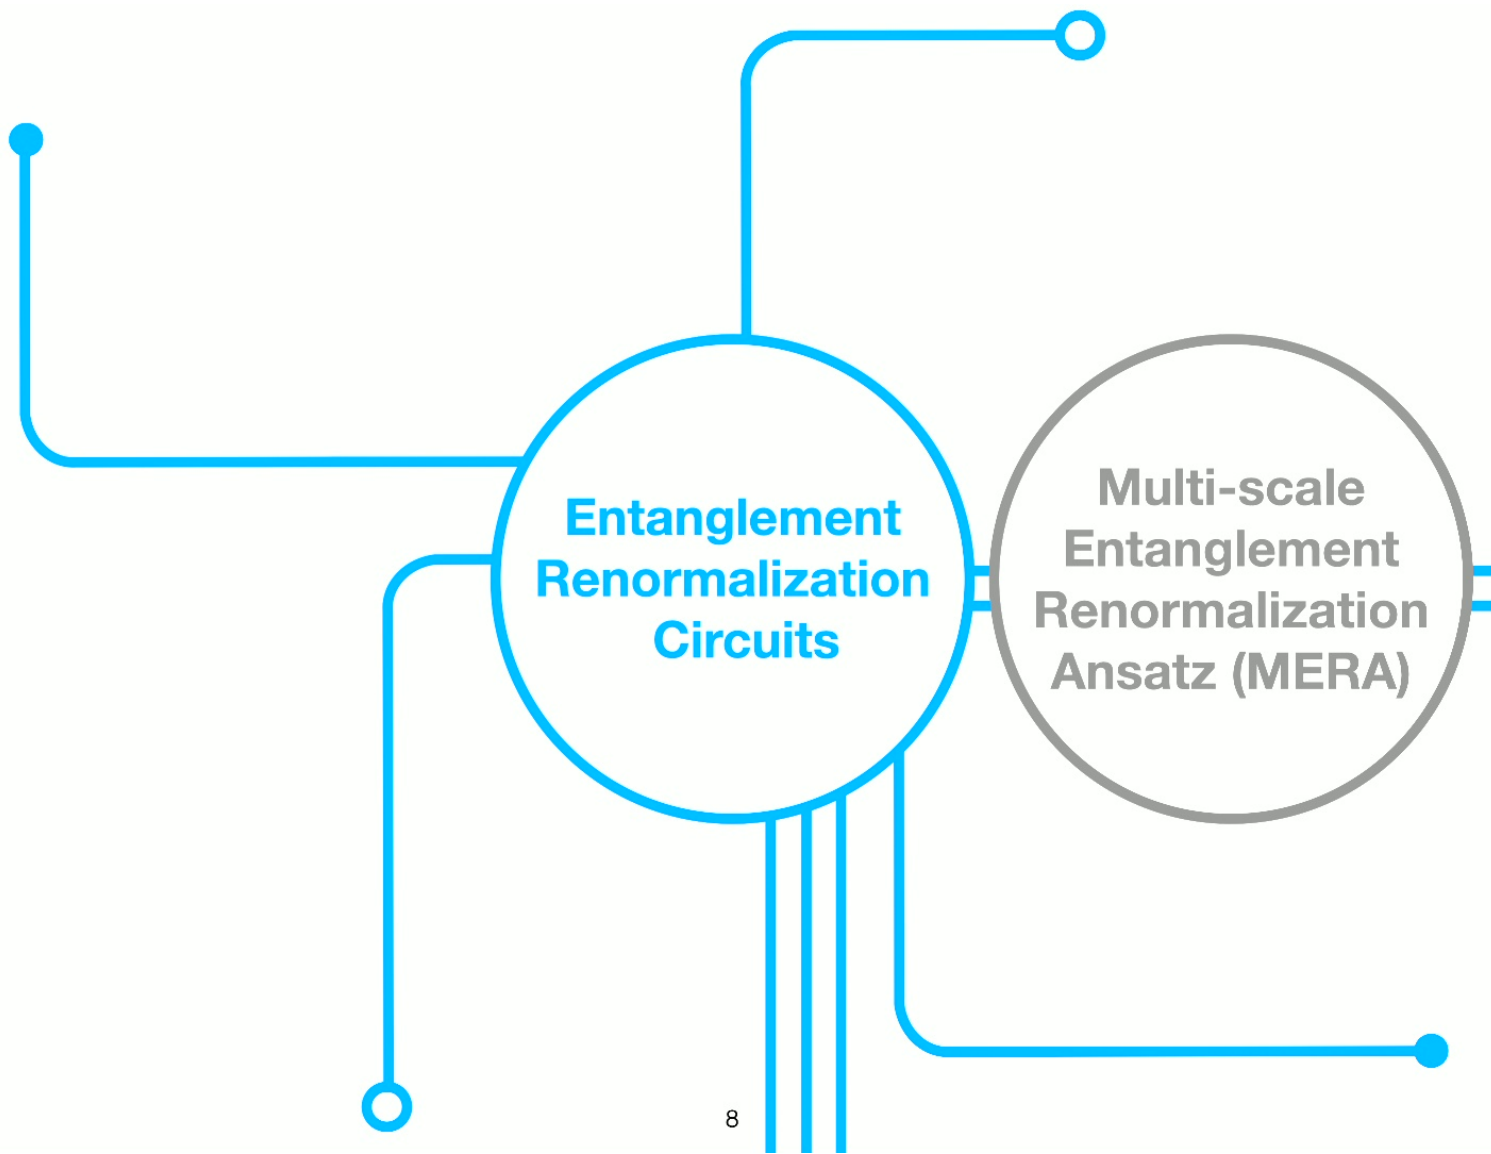 Entanglement
Renormalization
Circuits
Multi-scale
Entanglement
Renormalization
Ansatz (MERA)
8